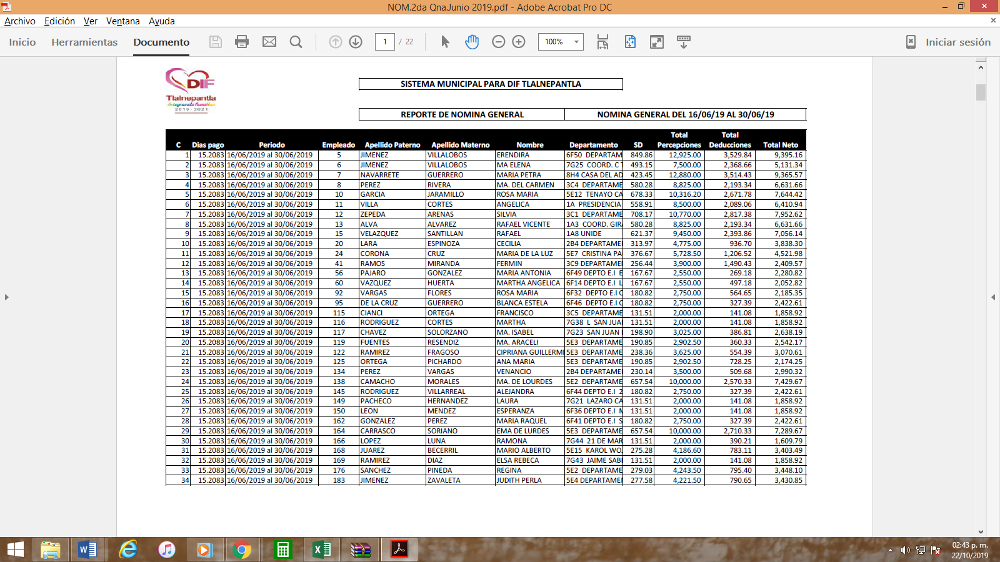 NOM.2da Qna.Junio 2019.pdf - Adobe Acrobat Pro DC
Archivo Edición Ver Ventana Ayuda
Inicio Herramientas Documento 1 / 22 100% Iniciar sesión
DIF
Tlalnepantla
Integrando familias
2019 - 2021
SISTEMA MUNICIPAL PARA DIF TLALNEPANTLA
REPORTE DE NOMINA GENERAL NOMINA GENERAL DEL 16/06/19 AL 30/06/19
C Dias pago Periodo Empleado Apellido Paterno Apellido Materno Nombre Departamento SD Total Percepciones Total Deducciones Total Neto
1 15.2083 16/06/2019 al 30/06/2019 5 JIMENEZ VILLALOBOS ERENDIRA 6F50 DEPARTAM 849.86 12,925.00 3,529.84 9,395.16
2 15.2083 16/06/2019 al 30/06/2019 6 JIMENEZ VILLALOBOS MA ELENA 7G25 COORD. C T 493.15 7,500.00 2,368.66 5,131.34
3 15.2083 16/06/2019 al 30/06/2019 7 NAVARRETE GUERRERO MARIA PETRA 8H4 CASA DEL AD 423.45 12,880.00 3,514.43 9,365.57
4 15.2083 16/06/2019 al 30/06/2019 8 PEREZ RIVERA MA. DEL CARMEN 3C4 DEPARTAME 580.28 8,825.00 2,193.34 6,631.66
5 15.2083 16/06/2019 al 30/06/2019 10 GARCIA JARAMILLO ROSA MARIA 5E12 TENAYO CA 678.33 10,316.20 2,671.78 7,644.42
6 15.2083 16/06/2019 al 30/06/2019 11 VILLA CORTES ANGELICA 1A PRESIDENCIA 558.91 8,500.00 2,089.06 6,410.94
7 15.2083 16/06/2019 al 30/06/2019 12 ZEPEDA ARENAS SILVIA 3C1 DEPARTAME 708.17 10,770.00 2,817.38 7,952.62
8 15.2083 16/06/2019 al 30/06/2019 13 ALVA ALVAREZ RAFAEL VICENTE 1A3 COORD. GIRA 580.28 8,825.00 2,193.34 6,631.66
9 15.2083 16/06/2019 al 30/06/2019 15 VELAZQUEZ SANTILLAN RAFAEL 1A8 UNIDE 621.37 9,450.00 2,393.86 7,056.14
10 15.2083 16/06/2019 al 30/06/2019 20 LARA ESPINOZA CECILIA 2B4 DEPARTAME 313.97 4,775.00 936.70 3,838.30
11 15.2083 16/06/2019 al 30/06/2019 24 CORONA CRUZ MARIA DE LA LUZ 5E7 CRISTINA PA 376.67 5,728.50 1,206.52 4,521.98
12 15.2083 16/06/2019 al 30/06/2019 41 RAMOS MIRANDA FERMIN 3C9 DEPARTAME 256.44 3,900.00 1,490.43 2,409.57
13 15.2083 16/06/2019 al 30/06/2019 56 PAJARO GONZALEZ MARIA ANTONIA 6F49 DEPTO E.I E 167.67 2,550.00 269.18 2,280.82
14 15.2083 16/06/2019 al 30/06/2019 60 VAZQUEZ HUERTA MARTHA ANGELICA 6F14 DEPTO E.I L 167.67 2,550.00 497.18 2,052.82
15 15.2083 16/06/2019 al 30/06/2019 92 VARGAS FLORES ROSA MARIA 6F32 DEPTO E.I C 180.82 2,750.00 564.65 2,185.35
16 15.2083 16/06/2019 al 30/06/2019 95 DE LA CRUZ GUERRERO BLANCA ESTELA 6F46 DEPTO E.I C 180.82 2,750.00 327.39 2,422.61
17 15.2083 16/06/2019 al 30/06/2019 115 CIANCI ORTEGA FRANCISCO 3C5 DEPARTAME 131.51 2,000.00 141.08 1,858.92
18 15.2083 16/06/2019 al 30/06/2019 116 RODRIGUEZ CORTES MARTHA 7G38 L SAN JUAN 131.51 2,000.00 141.08 1,858.92
19 15.2083 16/06/2019 al 30/06/2019 117 CHAVEZ SOLORZANO MA. ISABEL 7G23 SAN JUAN 198.90 3,025.00 386.81 2,638.19
20 15.2083 16/06/2019 al 30/06/2019 119 FUENTES RESENDIZ MA. ARACELI 5E3 DEPARTAME 190.85 2,902.50 360.33 2,542.17
21 15.2083 16/06/2019 al 30/06/2019 122 RAMIREZ FRAGOSO CIPRIANA GUILLERMI 5E3 DEPARTAME 238.36 3,625.00 554.39 3,070.61
22 15.2083 16/06/2019 al 30/06/2019 125 ORTEGA PICHARDO ANA MARIA 5E3 DEPARTAME 190.85 2,902.50 728.25 2,174.25
23 15.2083 16/06/2019 al 30/06/2019 134 PEREZ VARGAS VENANCIO 2B4 DEPARTAME 230.14 3,500.00 509.68 2,990.32
24 15.2083 16/06/2019 al 30/06/2019 138 CAMACHO MORALES MA. DE LOURDES 5E2 DEPARTAME 657.54 10,000.00 2,570.33 7,429.67
25 15.2083 16/06/2019 al 30/06/2019 145 RODRIGUEZ VILLARREAL ALEJANDRA 6F44 DEPTO E.I 2 180.82 2,750.00 327.39 2,422.61
26 15.2083 16/06/2019 al 30/06/2019 149 PACHECO HERNANDEZ LAURA 7G21 LAZARO CA 131.51 2,000.00 141.08 1,858.92
27 15.2083 16/06/2019 al 30/06/2019 150 LEON MENDEZ ESPERANZA 6F36 DEPTO E.I M 131.51 2,000.00 141.08 1,858.92
28 15.2083 16/06/2019 al 30/06/2019 162 GONZALEZ PEREZ MARIA RAQUEL 6F41 DEPTO E.I S 180.82 2,750.00 327.39 2,422.61
29 15.2083 16/06/2019 al 30/06/2019 164 CARRASCO SORIANO EMA DE LURDES 5E3 DEPARTAME 657.54 10,000.00 2,710.33 7,289.67
30 15.2083 16/06/2019 al 30/06/2019 166 LOPEZ LUNA RAMONA 7G44 21 DE MAR 131.51 2,000.00 390.21 1,609.79
31 15.2083 16/06/2019 al 30/06/2019 168 JUAREZ BECERRIL MARIO ALBERTO 5E15 KAROL WO. 275.28 4,186.60 783.11 3,403.49
32 15.2083 16/06/2019 al 30/06/2019 169 RAMIREZ DIAZ ELSA REBECA 7G43 JAIME SABI 131.51 2,000.00 141.08 1,858.92
33 15.2083 16/06/2019 al 30/06/2019 176 SANCHEZ PINEDA REGINA 5E2 DEPARTAME 279.03 4,243.50 795.40 3,448.10
34 15.2083 16/06/2019 al 30/06/2019 183 JIMENEZ ZAVALETA JUDITH PERLA 5E4 DEPARTAME 277.58 4,221.50 790.65 3,430.85
02:43 p. m.
22/10/2019